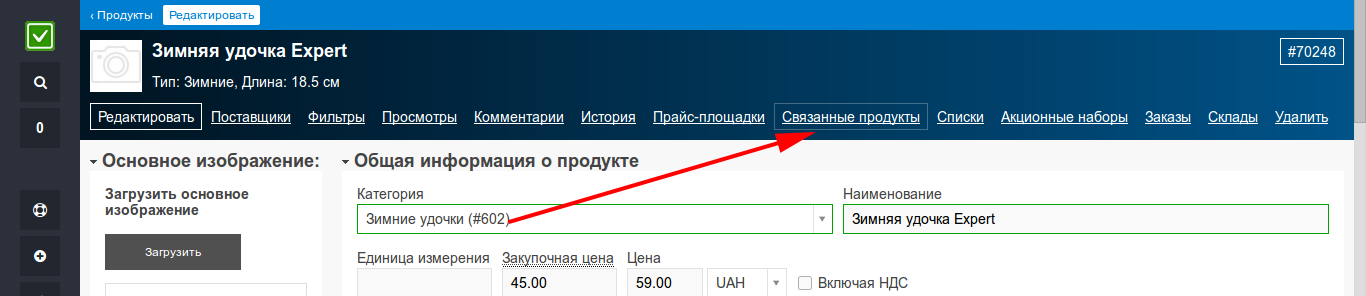 ‹ Продукты Редактировать
Зимняя удочка Expert
#70248
Тип: Зимние, Длина: 18.5 см
0
Редактировать Поставщики Фильтры Просмотры Комментарии История Прайс-площадки Связанные продукты Списки Акционные наборы Заказы Склады Удалить
Основное изображение:
Загрузить основное
изображение
Загрузить
Общая информация о продукте
Категория Наименование
Зимние удочки (#602) Зимняя удочка Expert
Единица измерения Закупочная цена Цена
45.00 59.00 UAH Включая НДС